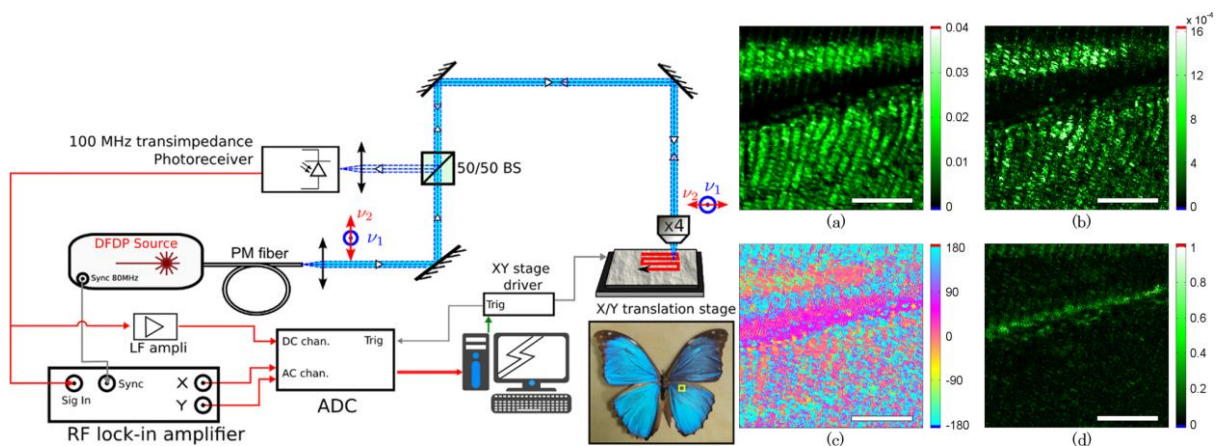 100 MHz transimpedance
Photoreceiver
50/50 BS
ν2
ν1
DFDP Source
Sync 80MHz
PM fiber
ν2
ν1
x4
XY stage
driver
Trig
X/Y translation stage
LF ampli
DC chan.
Trig
AC chan.
ADC
Sig In
Sync
X
Y
RF lock-in amplifier
0.04
0.03
0.02
0.01
0
(a)
x 10-4
16
12
8
4
0
(b)
180
90
0
-90
-180
(c)
1
0.8
0.6
0.4
0.2
0
(d)